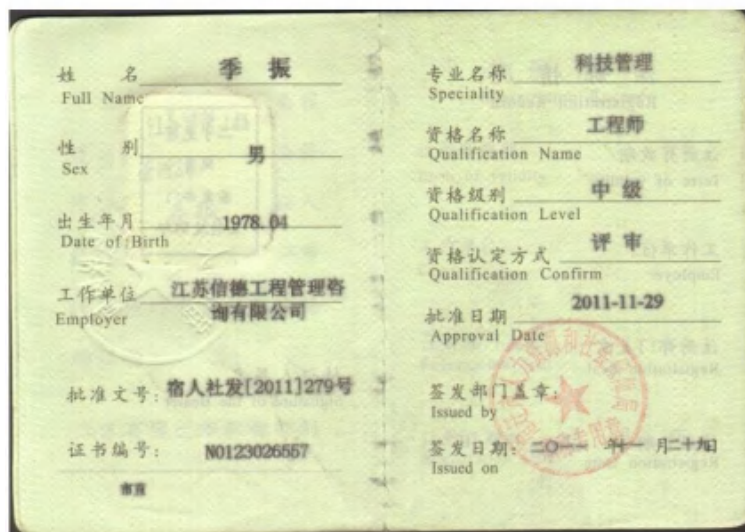 姓 名 季 振
Full Name
性 别 男
Sex
出生年月 1978.04
Date of Birth
工作单位 江苏信德工程管理咨
Employer 询有限公司
批准文号: 宿人社发[2011]279号
证书编号: N0123026557
市直
专业名称 科技管理
Speciality
资格名称 工程师
Qualification Name
资格级别 中 级
Qualification Level
资格认定方式 评 审
Qualification Confirm
批准日期 2011-11-29
Approval Date
签发部门盖章:
Issued by
签发日期: 二〇一一 年十一 月二十九日
Issued on